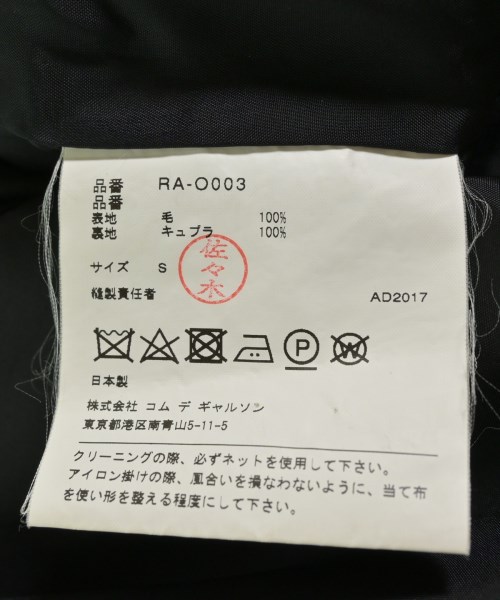 品番 RA-O003
品番
表地 毛 100%
裏地 キュプラ 100%
サイズ S
佐々木
縫製責任者 AD2017
P W
日本製
株式会社 コム デ ギャルソン
東京都港区南青山5-11-5
クリーニングの際、必ずネットを使用して下さい。
アイロン掛けの際、風合いを損なわないように、当て布
を使い形を整える程度にして下さい。